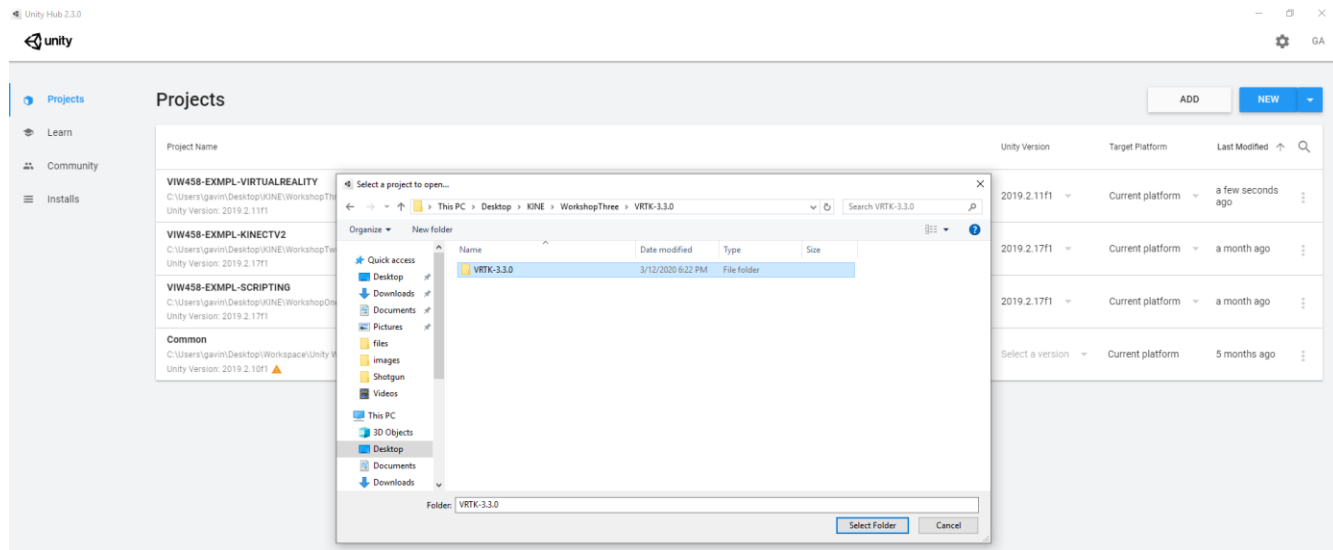 Unity Hub 2.3.0
unity
GA
Projects
Learn
Community
Installs
Projects
ADD
NEW
Project Name
Unity Version
Target Platform
Last Modified
VIW458-EXMPL-VIRTUALREALITY
C:\Users\gavin\Desktop\KINE\WorkshopThr
Unity Version: 2019.2.11f1
2019.2.11f1
Current platform
a few seconds
ago
VIW458-EXMPL-KINECTV2
C:\Users\gavin\Desktop\KINE\WorkshopTw
Unity Version: 2019.2.17f1
2019.2.17f1
Current platform
a month ago
VIW458-EXMPL-SCRIPTING
C:\Users\gavin\Desktop\KINE\WorkshopOn
Unity Version: 2019.2.17f1
2019.2.17f1
Current platform
a month ago
Common
C:\Users\gavin\Desktop\Workspace\Unity W
Unity Version: 2019.2.10f1
Select a version
Current platform
5 months ago
Select a project to open...
This PC > Desktop > KINE > WorkshopThree > VRTK-3.3.0
Search VRTK-3.3.0
Organize
New folder
Name
Date modified
Type
Size
VRTK-3.3.0
3/12/2020 6:22 PM
File folder
Quick access
Desktop
Downloads
Documents
Pictures
files
images
Shotgun
Videos
This PC
3D Objects
Desktop
Documents
Downloads
Folder: VRTK-3.3.0
Select Folder
Cancel